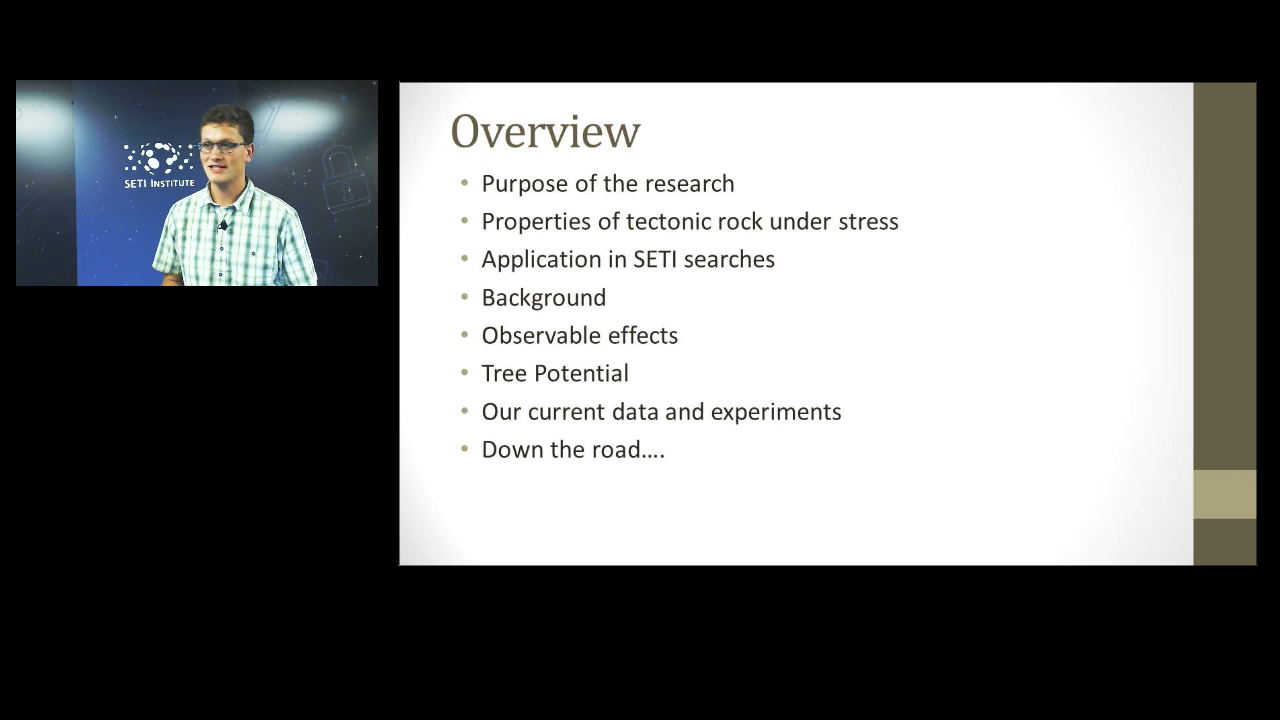 SETI INSTITUTE
Overview
• Purpose of the research
• Properties of tectonic rock under stress
• Application in SETI searches
• Background
• Observable effects
• Tree Potential
• Our current data and experiments
• Down the road....